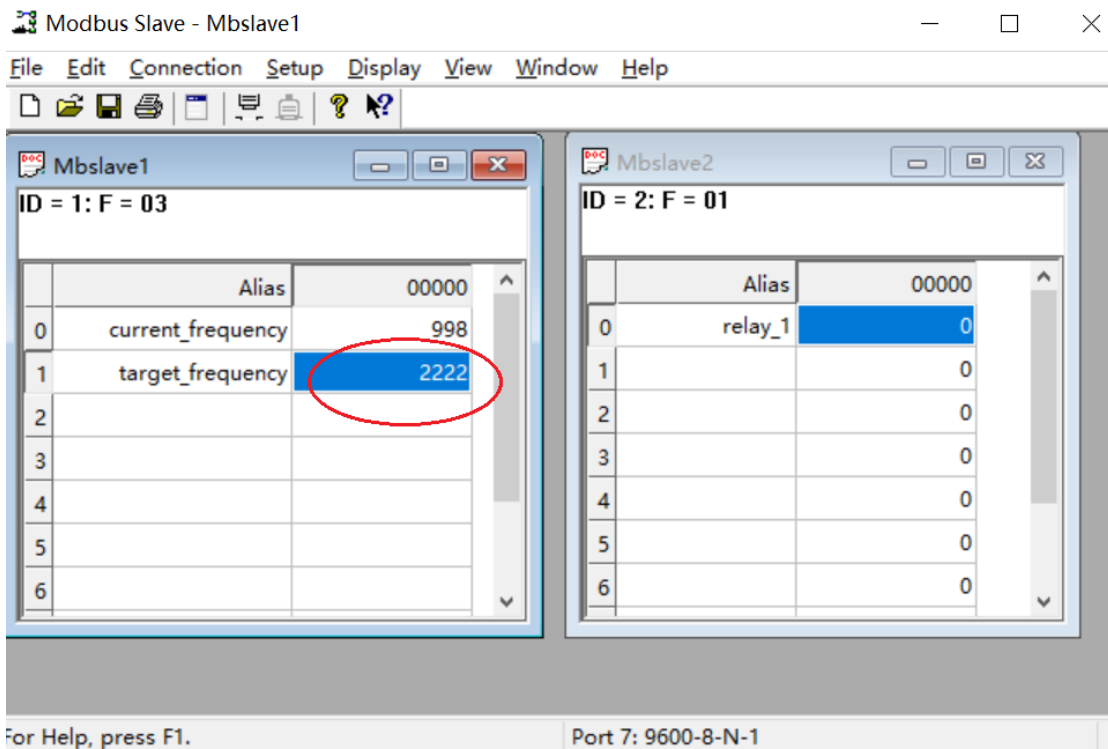 Modbus Slave - Mbslave1
File Edit Connection Setup Display View Window Help
Mbslave1
ID = 1: F = 03
Alias 00000
0 current_frequency 998
1 target_frequency 2222
2
3
4
5
6
Mbslave2
ID = 2: F = 01
Alias 00000
0 relay_1 0
1 0
2 0
3 0
4 0
5 0
6 0
For Help, press F1.
Port 7: 9600-8-N-1